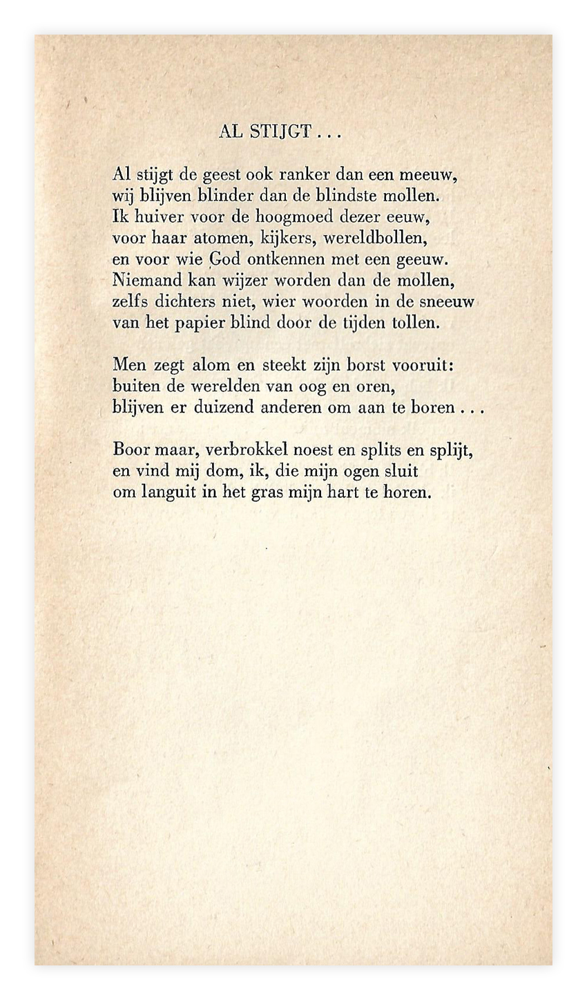 AL STIJGT . . .
Al stijgt de geest ook ranker dan een meeuw,
wij blijven blinder dan de blindste mollen.
Ik huiver voor de hoogmoed dezer eeuw,
voor haar atomen, kijkers, wereldbollen,
en voor wie God ontkennen met een geeuw.
Niemand kan wijzer worden dan de mollen,
zelfs dichters niet, wier woorden in de sneeuw
van het papier blind door de tijden tollen.
Men zegt alom en steekt zijn borst vooruit:
buiten de werelden van oog en oren,
blijven er duizend anderen om aan te boren . . .
Boor maar, verbrokkel noest en splits en splijt,
en vind mij dom, ik, die mijn ogen sluit
om languit in het gras mijn hart te horen.